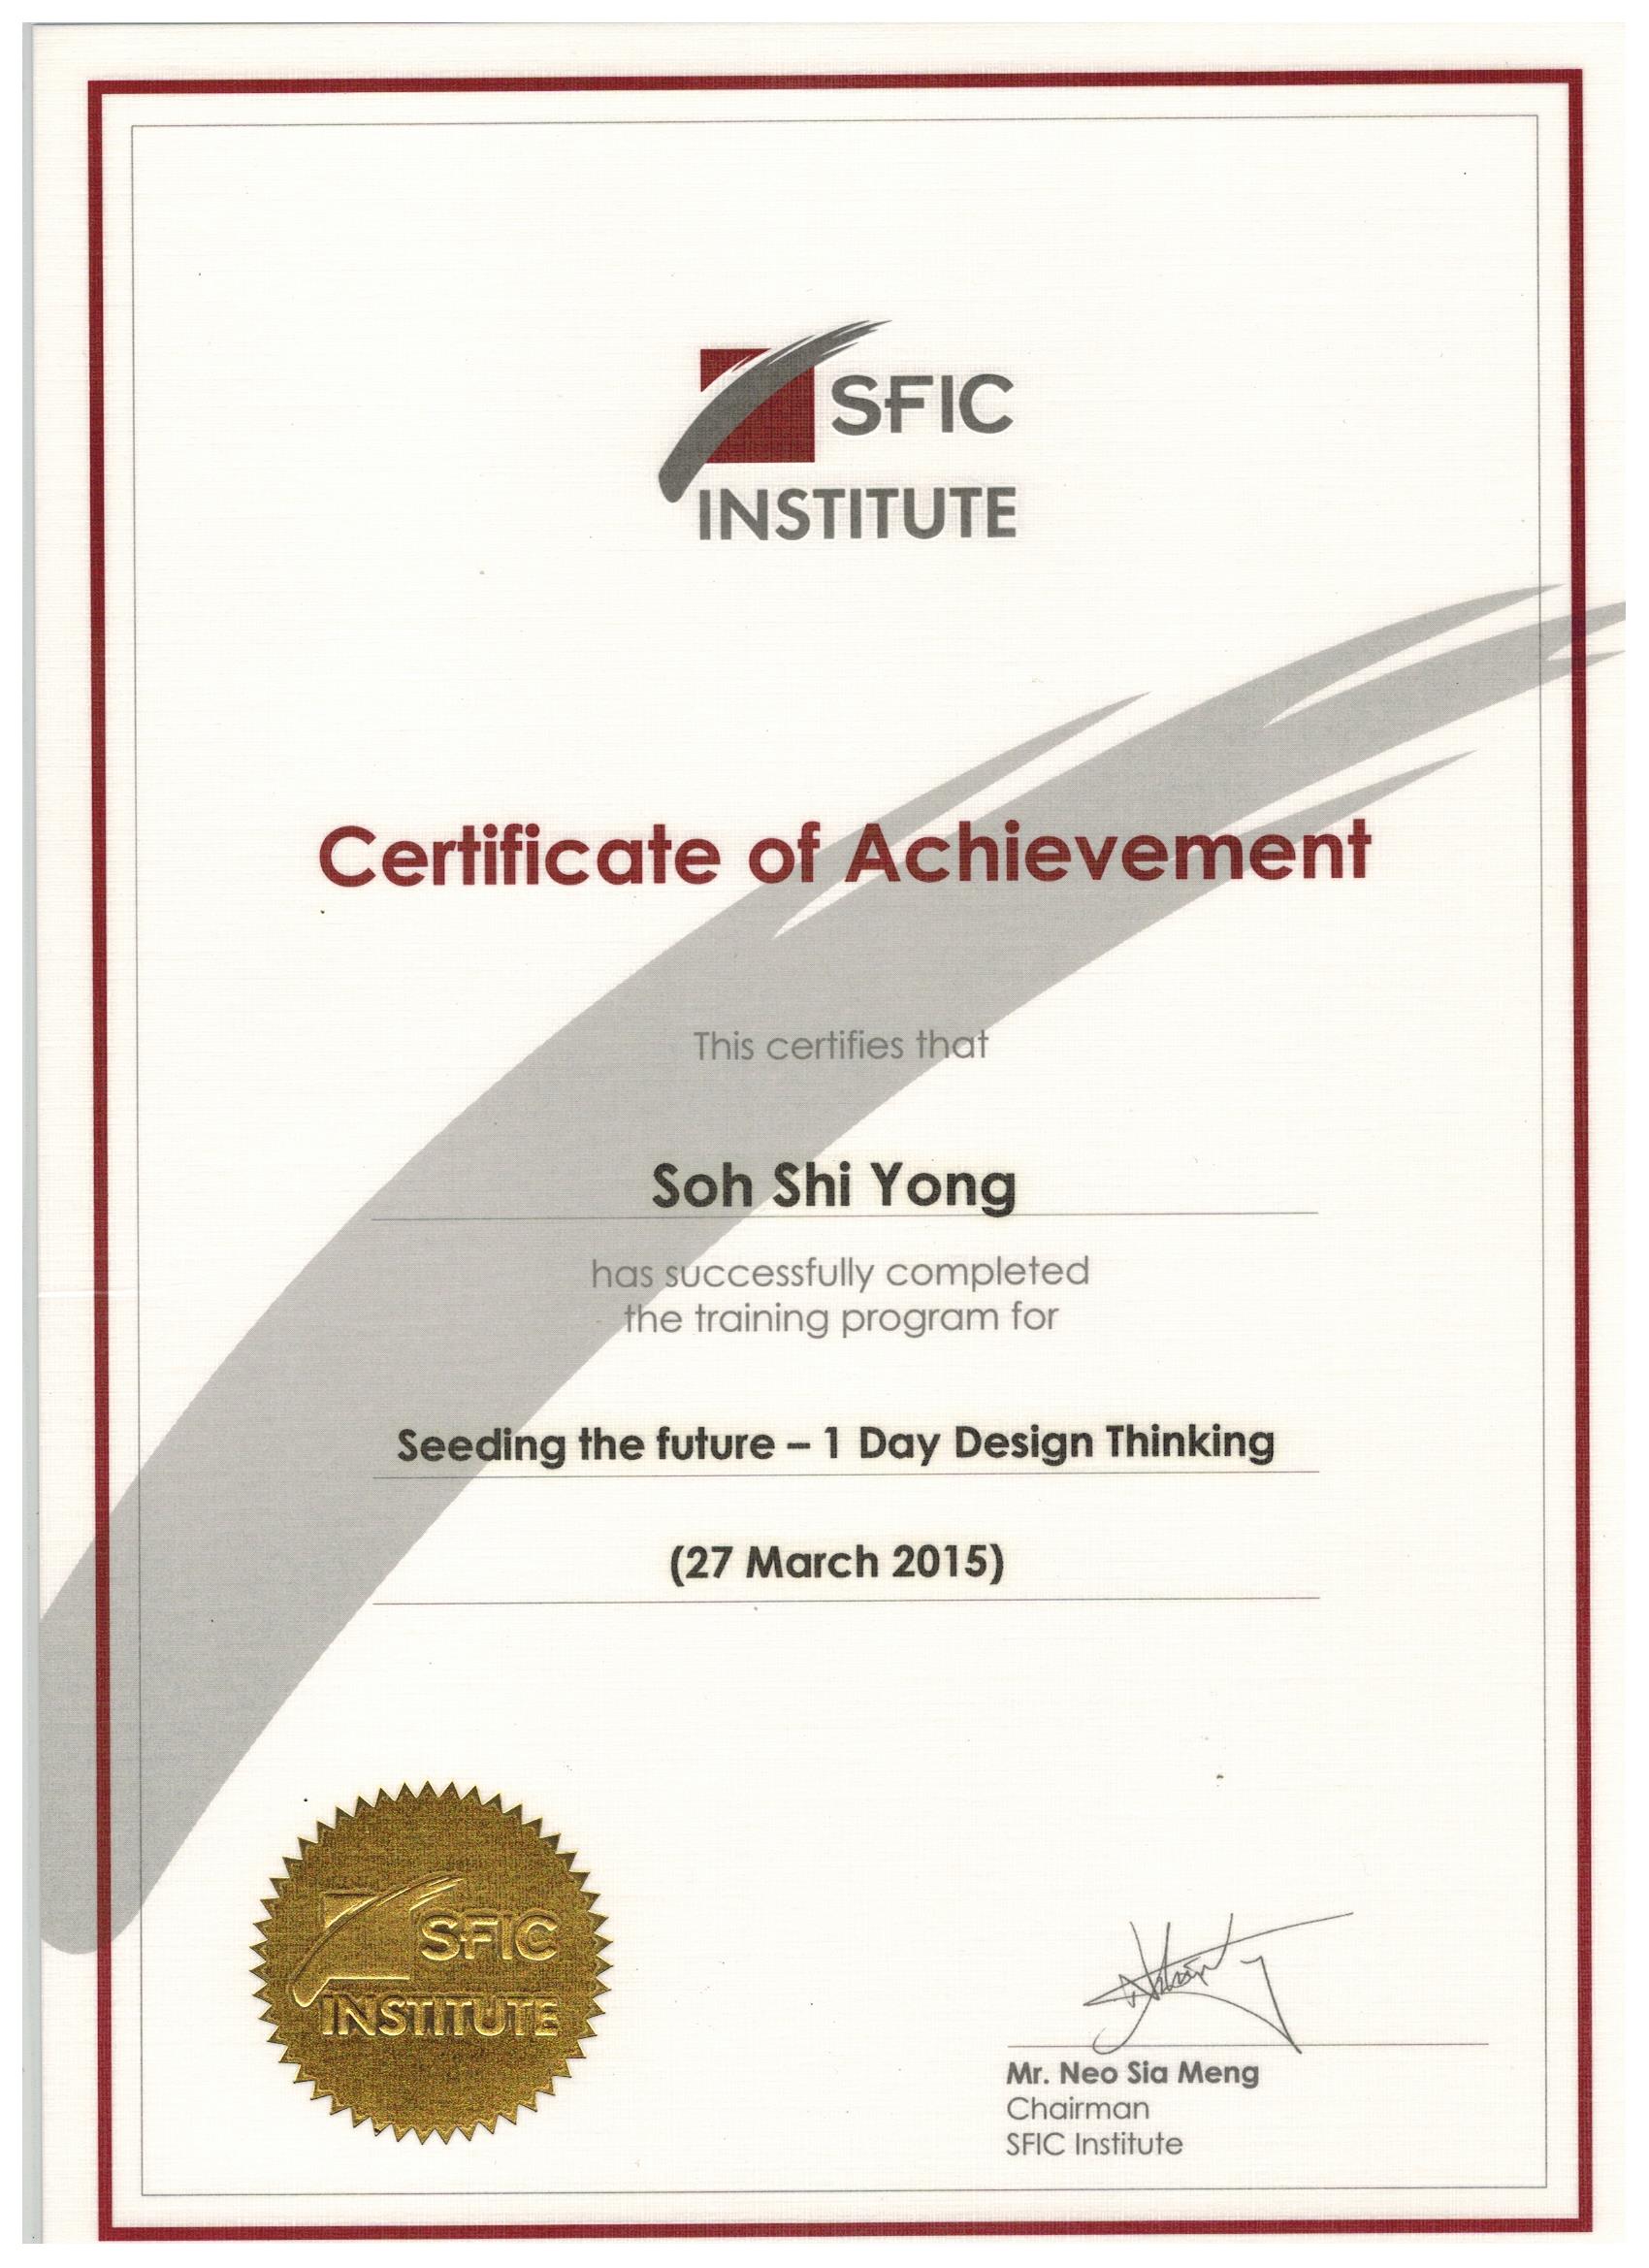 SFIC
INSTITUTE
Certificate of Achievement
This certifies that
Soh Shi Yong
has successfully completed
the training program for
Seeding the future – 1 Day Design Thinking
(27 March 2015)
SFIC
INSTITUTE
Mr. Neo Sia Meng
Chairman
SFIC Institute